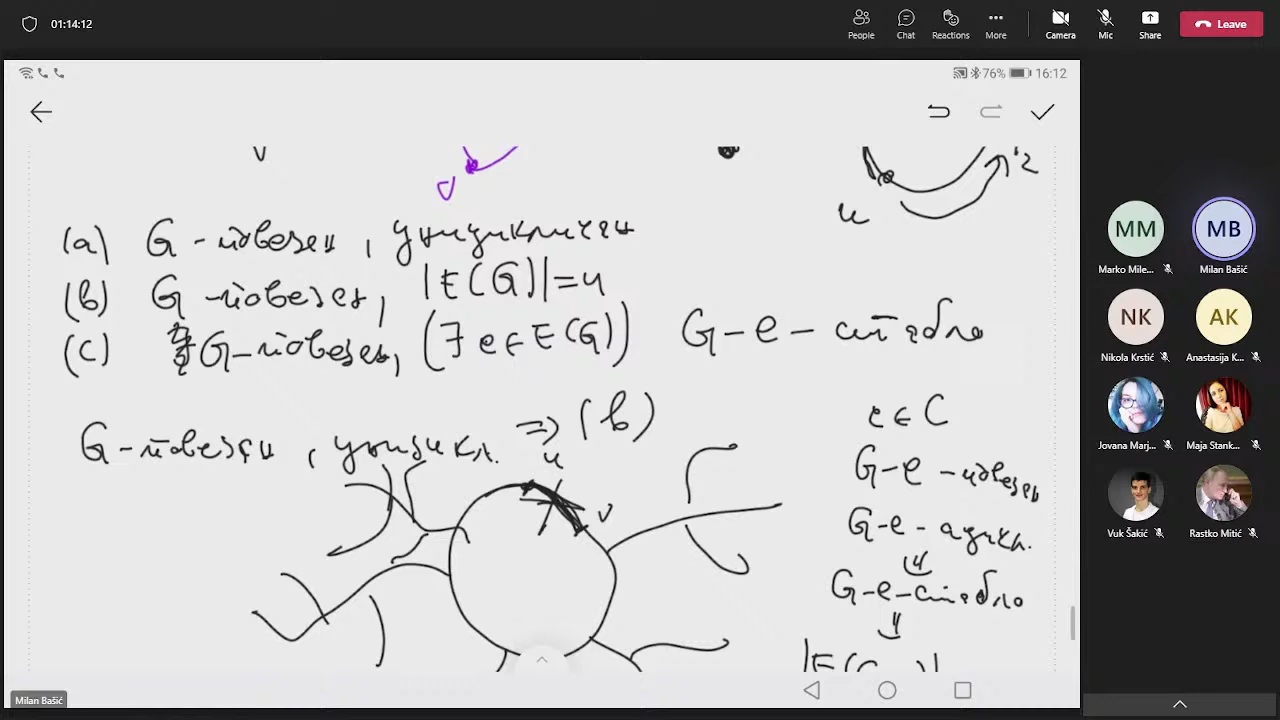 01:14:12
People Chat Reactions More Camera Mic Share Leave
76% 16:12
v
v
u
2
(a) G - повезан, уницикличан
(b) G - повезан, |E(G)| = n
(c) G - повезан, (∃ e ∈ E(G)) G - e - стабло
G - повезан, уницикл. ⇒ (b)
e ∈ C
G - e - повезан
G - e - ацикл.
⇓
G - e - стабло
⇓
u
v
MM
MB
Marko Mile...
Milan Bašić
NK
AK
Nikola Krstić
Anastasija K...
Jovana Marj...
Maja Stank...
Vuk Šakić
Rastko Mitić
Milan Bašić